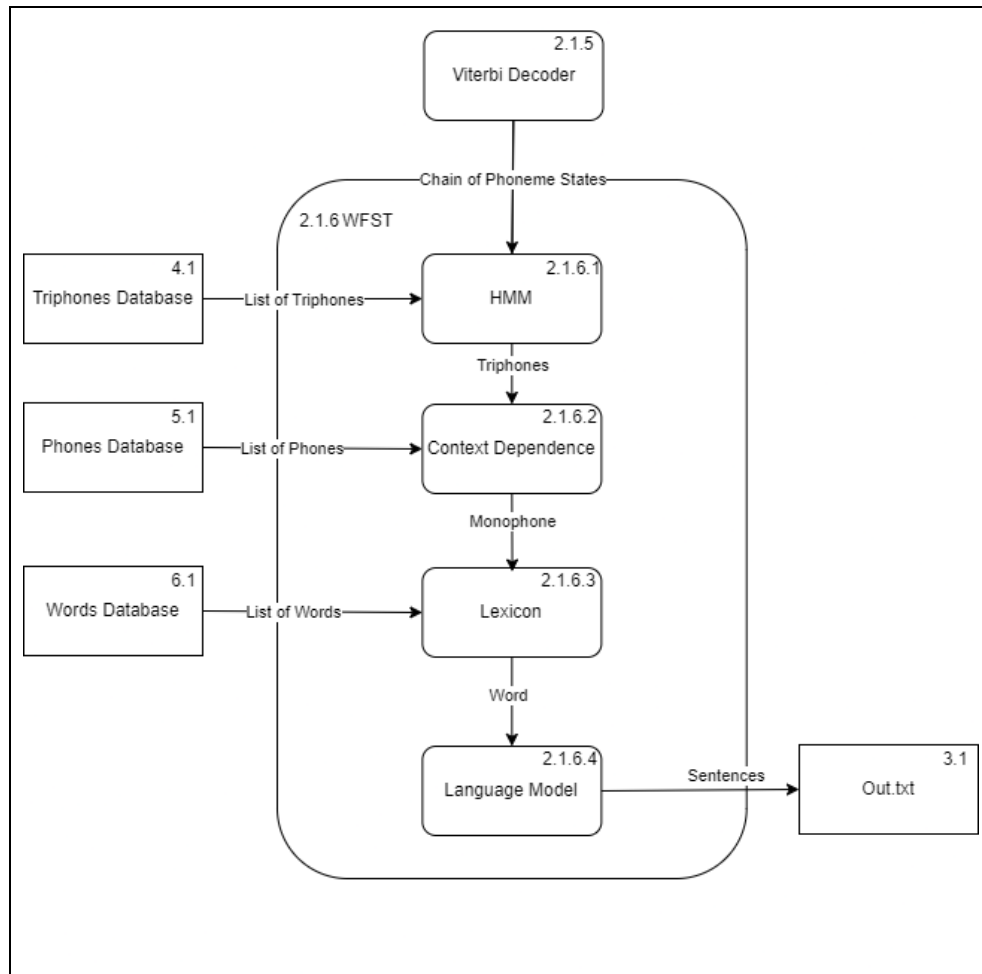 2.1.5
Viterbi Decoder
Chain of Phoneme States
2.1.6 WFST
4.1
Triphones Database
List of Triphones
2.1.6.1
HMM
Triphones
5.1
Phones Database
List of Phones
2.1.6.2
Context Dependence
Monophone
6.1
Words Database
List of Words
2.1.6.3
Lexicon
Word
2.1.6.4
Language Model
Sentences
3.1
Out.txt